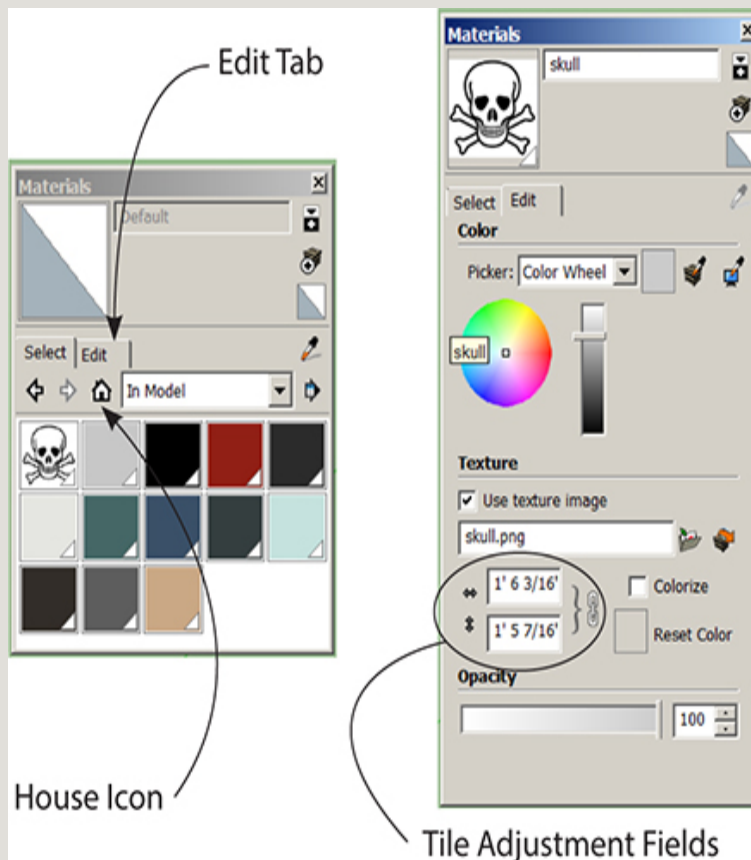 Edit Tab
Materials
Default
Select Edit
In Model
House Icon
Materials
skull
Select Edit
Color
Picker: Color Wheel
skull
Texture
Use texture image
skull.png
1' 6 3/16'
Colorize
1' 5 7/16'
Reset Color
Opacity
100
Tile Adjustment Fields